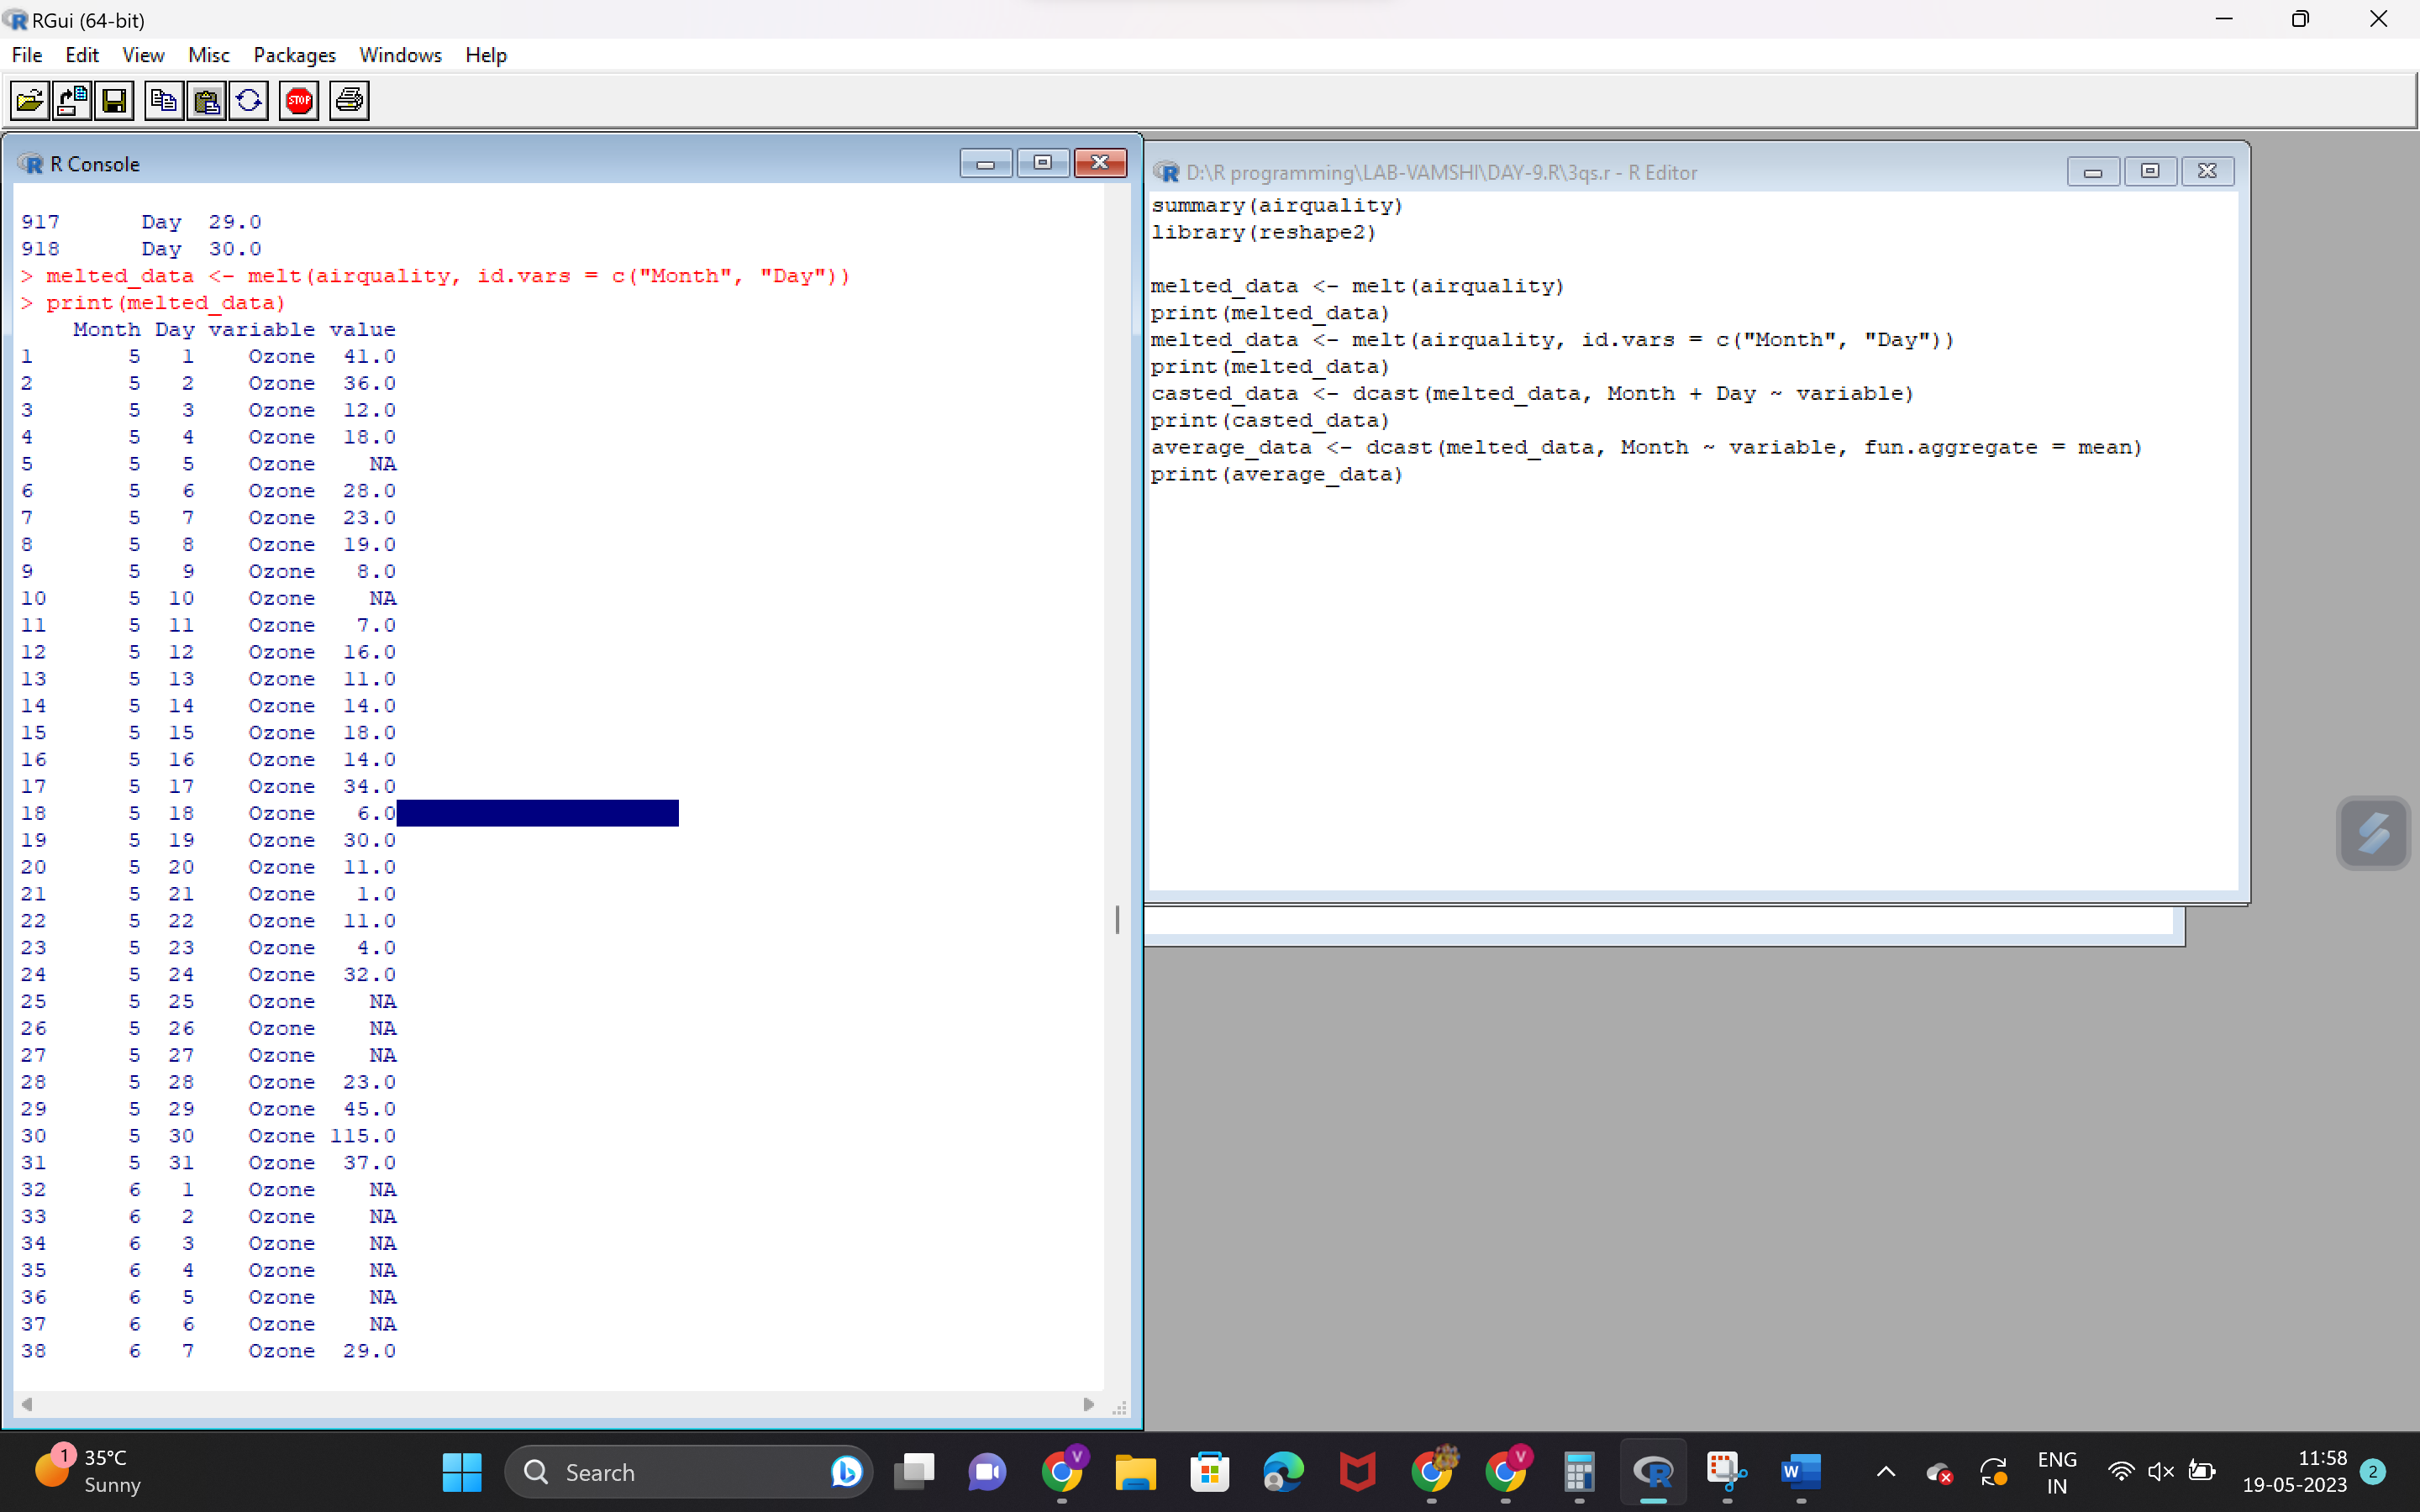 RGui (64-bit)
File Edit View Misc Packages Windows Help
STOP
R Console
917      Day  29.0
918      Day  30.0
> melted_data <- melt(airquality, id.vars = c("Month", "Day"))
> print(melted_data)
    Month Day variable value
1       5   1    Ozone  41.0
2       5   2    Ozone  36.0
3       5   3    Ozone  12.0
4       5   4    Ozone  18.0
5       5   5    Ozone    NA
6       5   6    Ozone  28.0
7       5   7    Ozone  23.0
8       5   8    Ozone  19.0
9       5   9    Ozone   8.0
10      5  10    Ozone    NA
11      5  11    Ozone   7.0
12      5  12    Ozone  16.0
13      5  13    Ozone  11.0
14      5  14    Ozone  14.0
15      5  15    Ozone  18.0
16      5  16    Ozone  14.0
17      5  17    Ozone  34.0
18      5  18    Ozone   6.0
19      5  19    Ozone  30.0
20      5  20    Ozone  11.0
21      5  21    Ozone   1.0
22      5  22    Ozone  11.0
23      5  23    Ozone   4.0
24      5  24    Ozone  32.0
25      5  25    Ozone    NA
26      5  26    Ozone    NA
27      5  27    Ozone    NA
28      5  28    Ozone  23.0
29      5  29    Ozone  45.0
30      5  30    Ozone 115.0
31      5  31    Ozone  37.0
32      6   1    Ozone    NA
33      6   2    Ozone    NA
34      6   3    Ozone    NA
35      6   4    Ozone    NA
36      6   5    Ozone    NA
37      6   6    Ozone    NA
38      6   7    Ozone  29.0
D:\R programming\LAB-VAMSHI\DAY-9.R\3qs.r - R Editor
summary(airquality)
library(reshape2)
melted_data <- melt(airquality)
print(melted_data)
melted_data <- melt(airquality, id.vars = c("Month", "Day"))
print(melted_data)
casted_data <- dcast(melted_data, Month + Day ~ variable)
print(casted_data)
average_data <- dcast(melted_data, Month ~ variable, fun.aggregate = mean)
print(average_data)
1
35°C
Sunny
Search
V
V
R
W
ENG
IN
11:58
19-05-2023
2